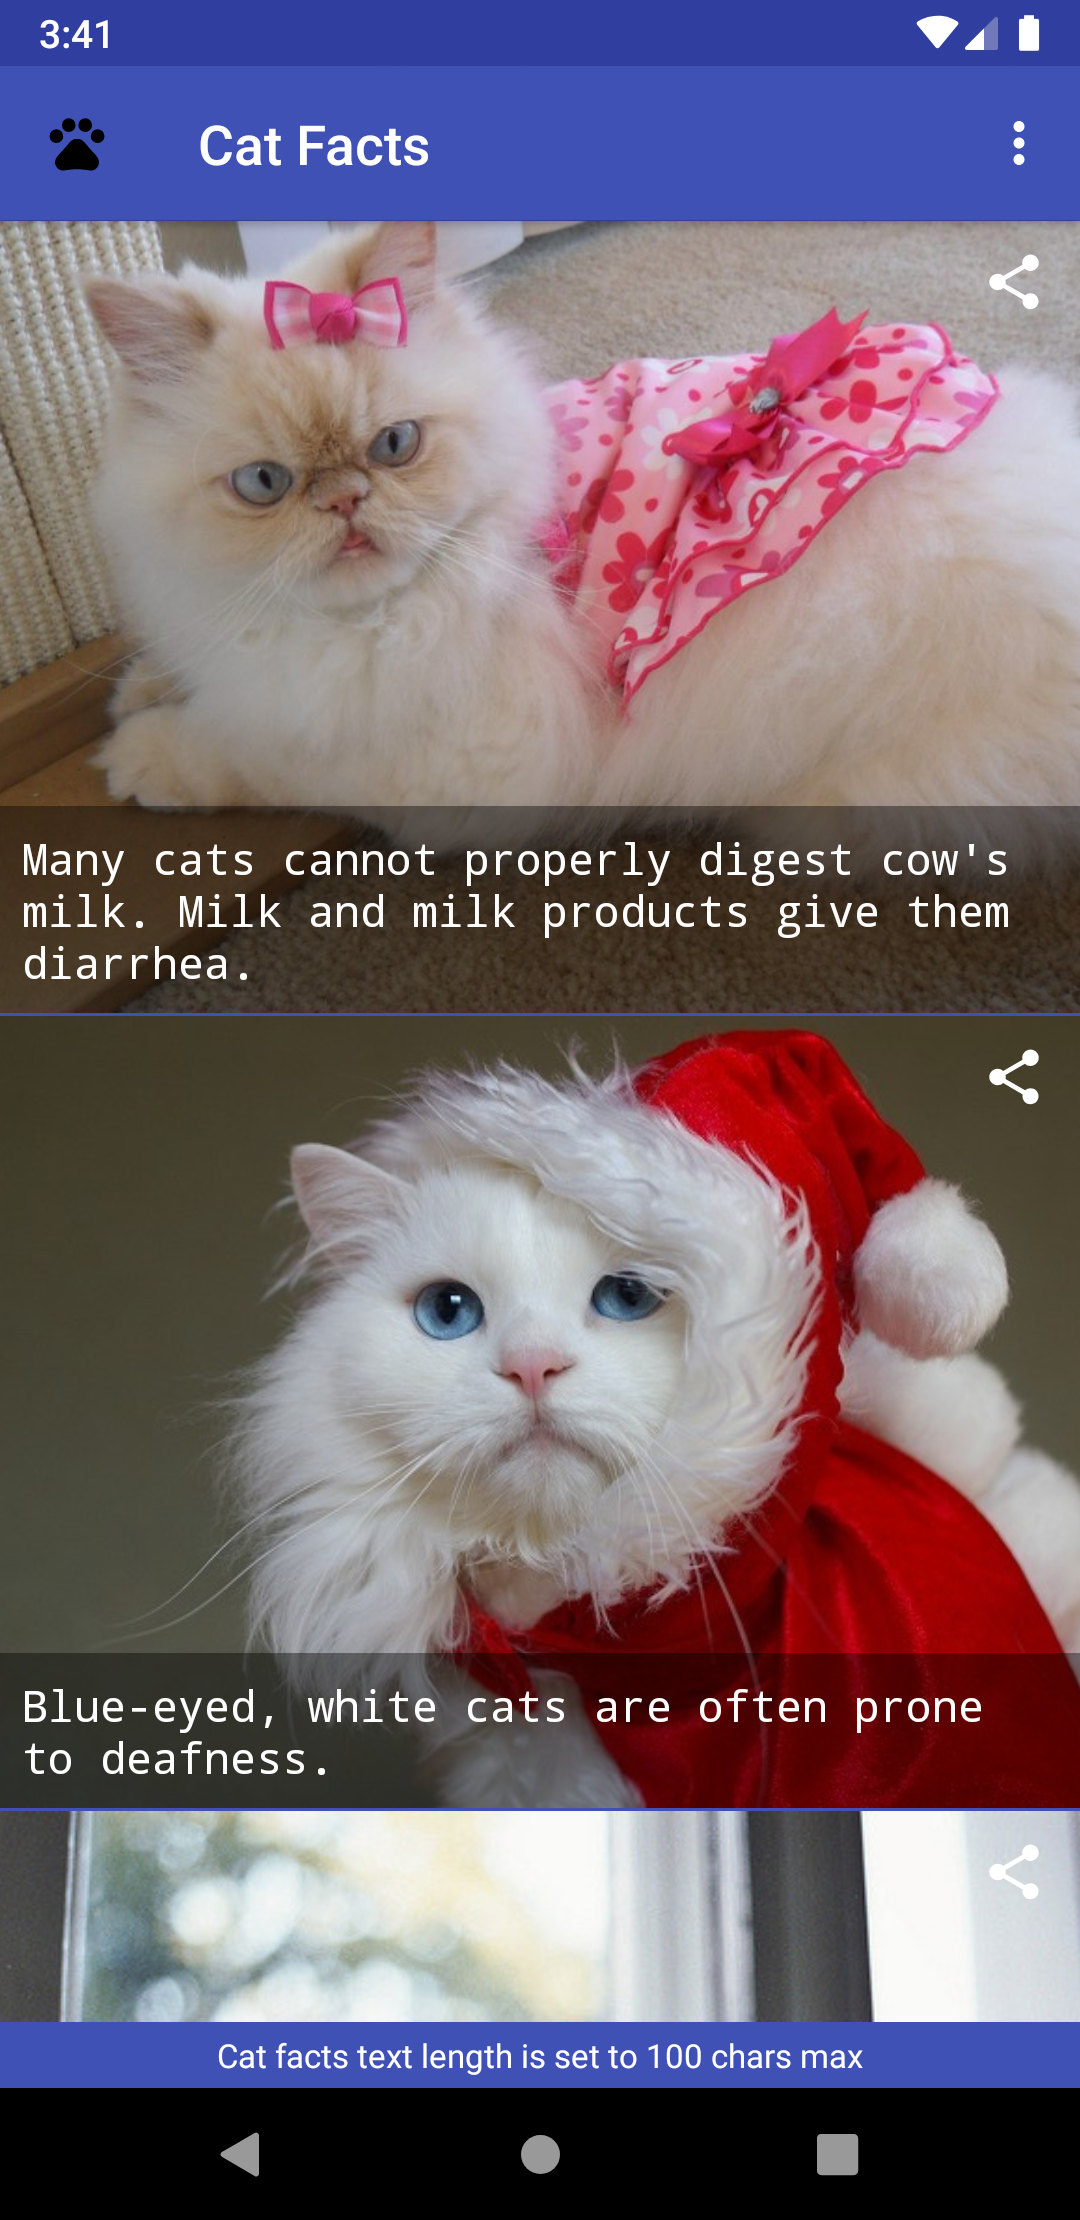 3:41
Cat Facts
Many cats cannot properly digest cow's
milk. Milk and milk products give them
diarrhea.
Blue-eyed, white cats are often prone
to deafness.
Cat facts text length is set to 100 chars max